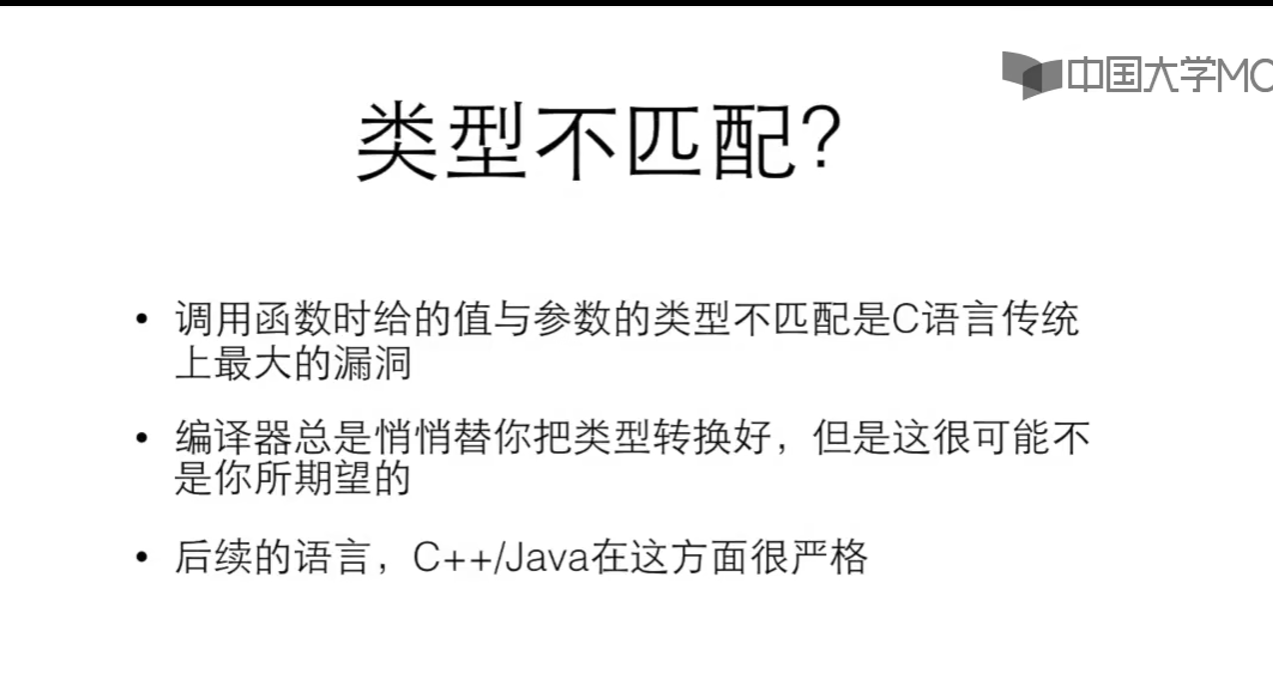 中国大学MO
类型不匹配?
• 调用函数时给的值与参数的类型不匹配是C语言传统
上最大的漏洞
• 编译器总是悄悄替你把类型转换好，但是这很可能不
是你所期望的
• 后续的语言，C++/Java在这方面很严格